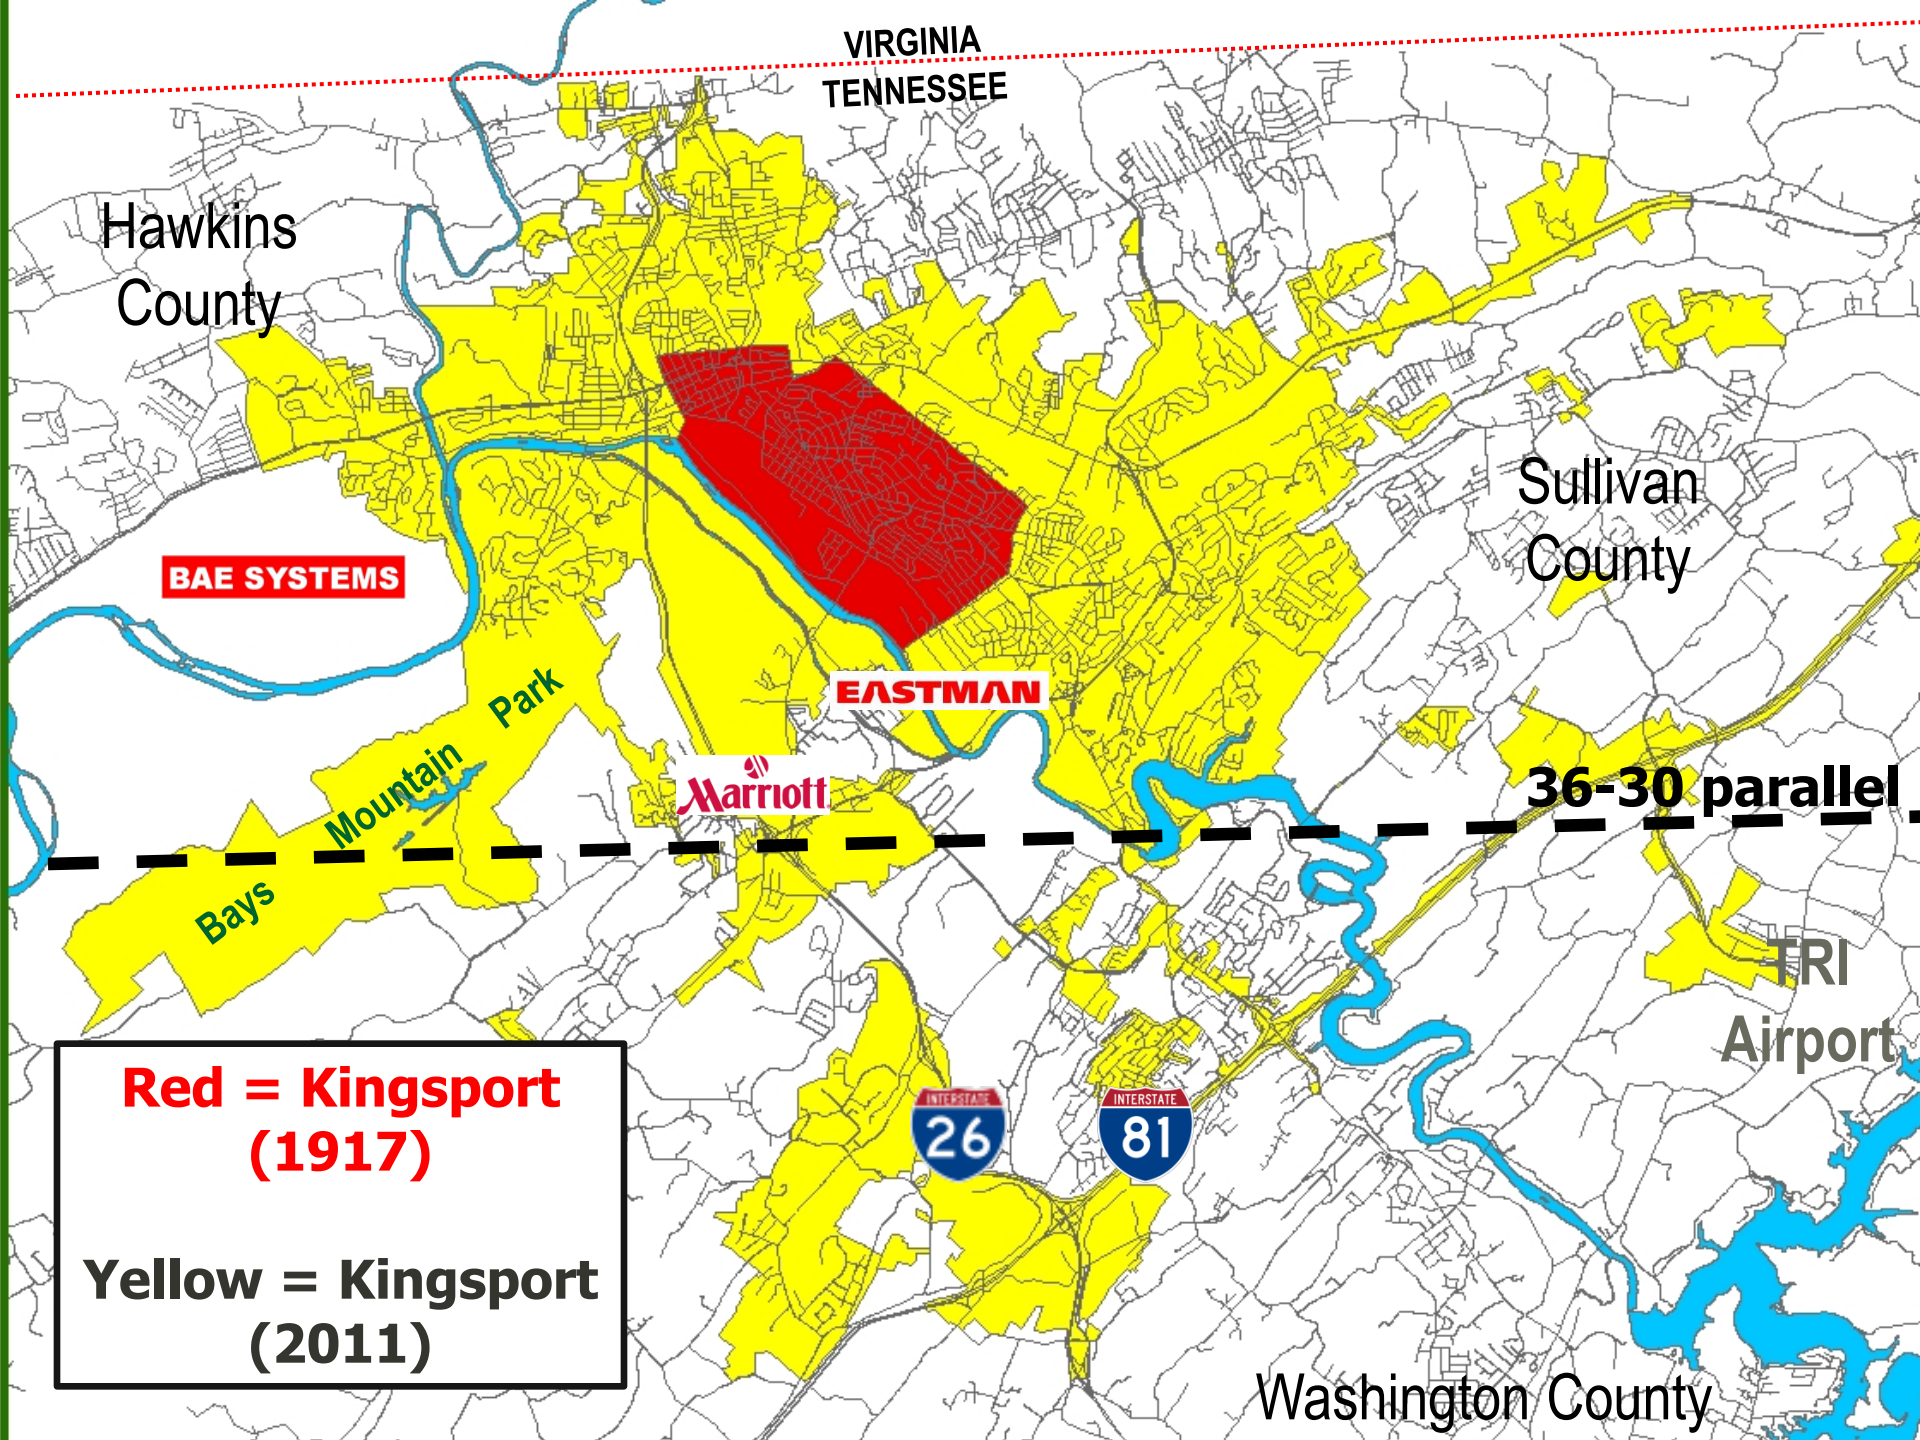 VIRGINIA
TENNESSEE
Hawkins
County
Sullivan
County
BAE SYSTEMS
EASTMAN
Park
Mountain
Bays
Marriott
36-30 parallel
TRI
Airport
INTERSTATE
26
INTERSTATE
81
Red = Kingsport
(1917)
Yellow = Kingsport
(2011)
Washington County